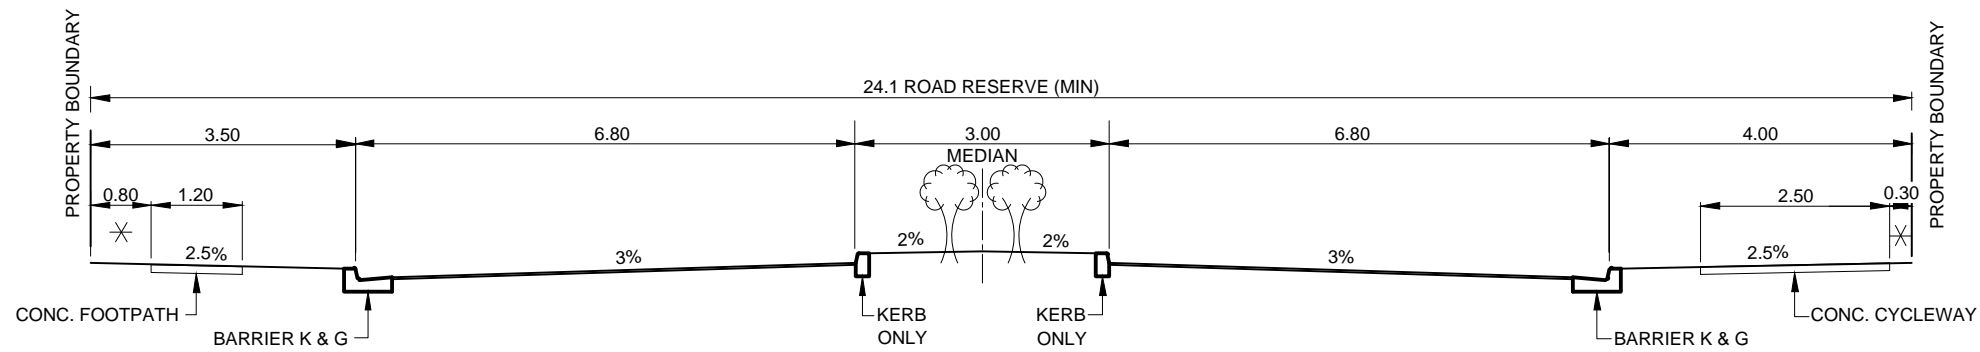 PROPERTY BOUNDARY
24.1 ROAD RESERVE (MIN)
PROPERTY BOUNDARY
3.50
6.80
3.00
6.80
4.00
MEDIAN
0.80
1.20
2.50
0.30
2.5%
3%
2%
2%
3%
2.5%
CONC. FOOTPATH
BARRIER K & G
KERB
ONLY
KERB
ONLY
BARRIER K & G
CONC. CYCLEWAY